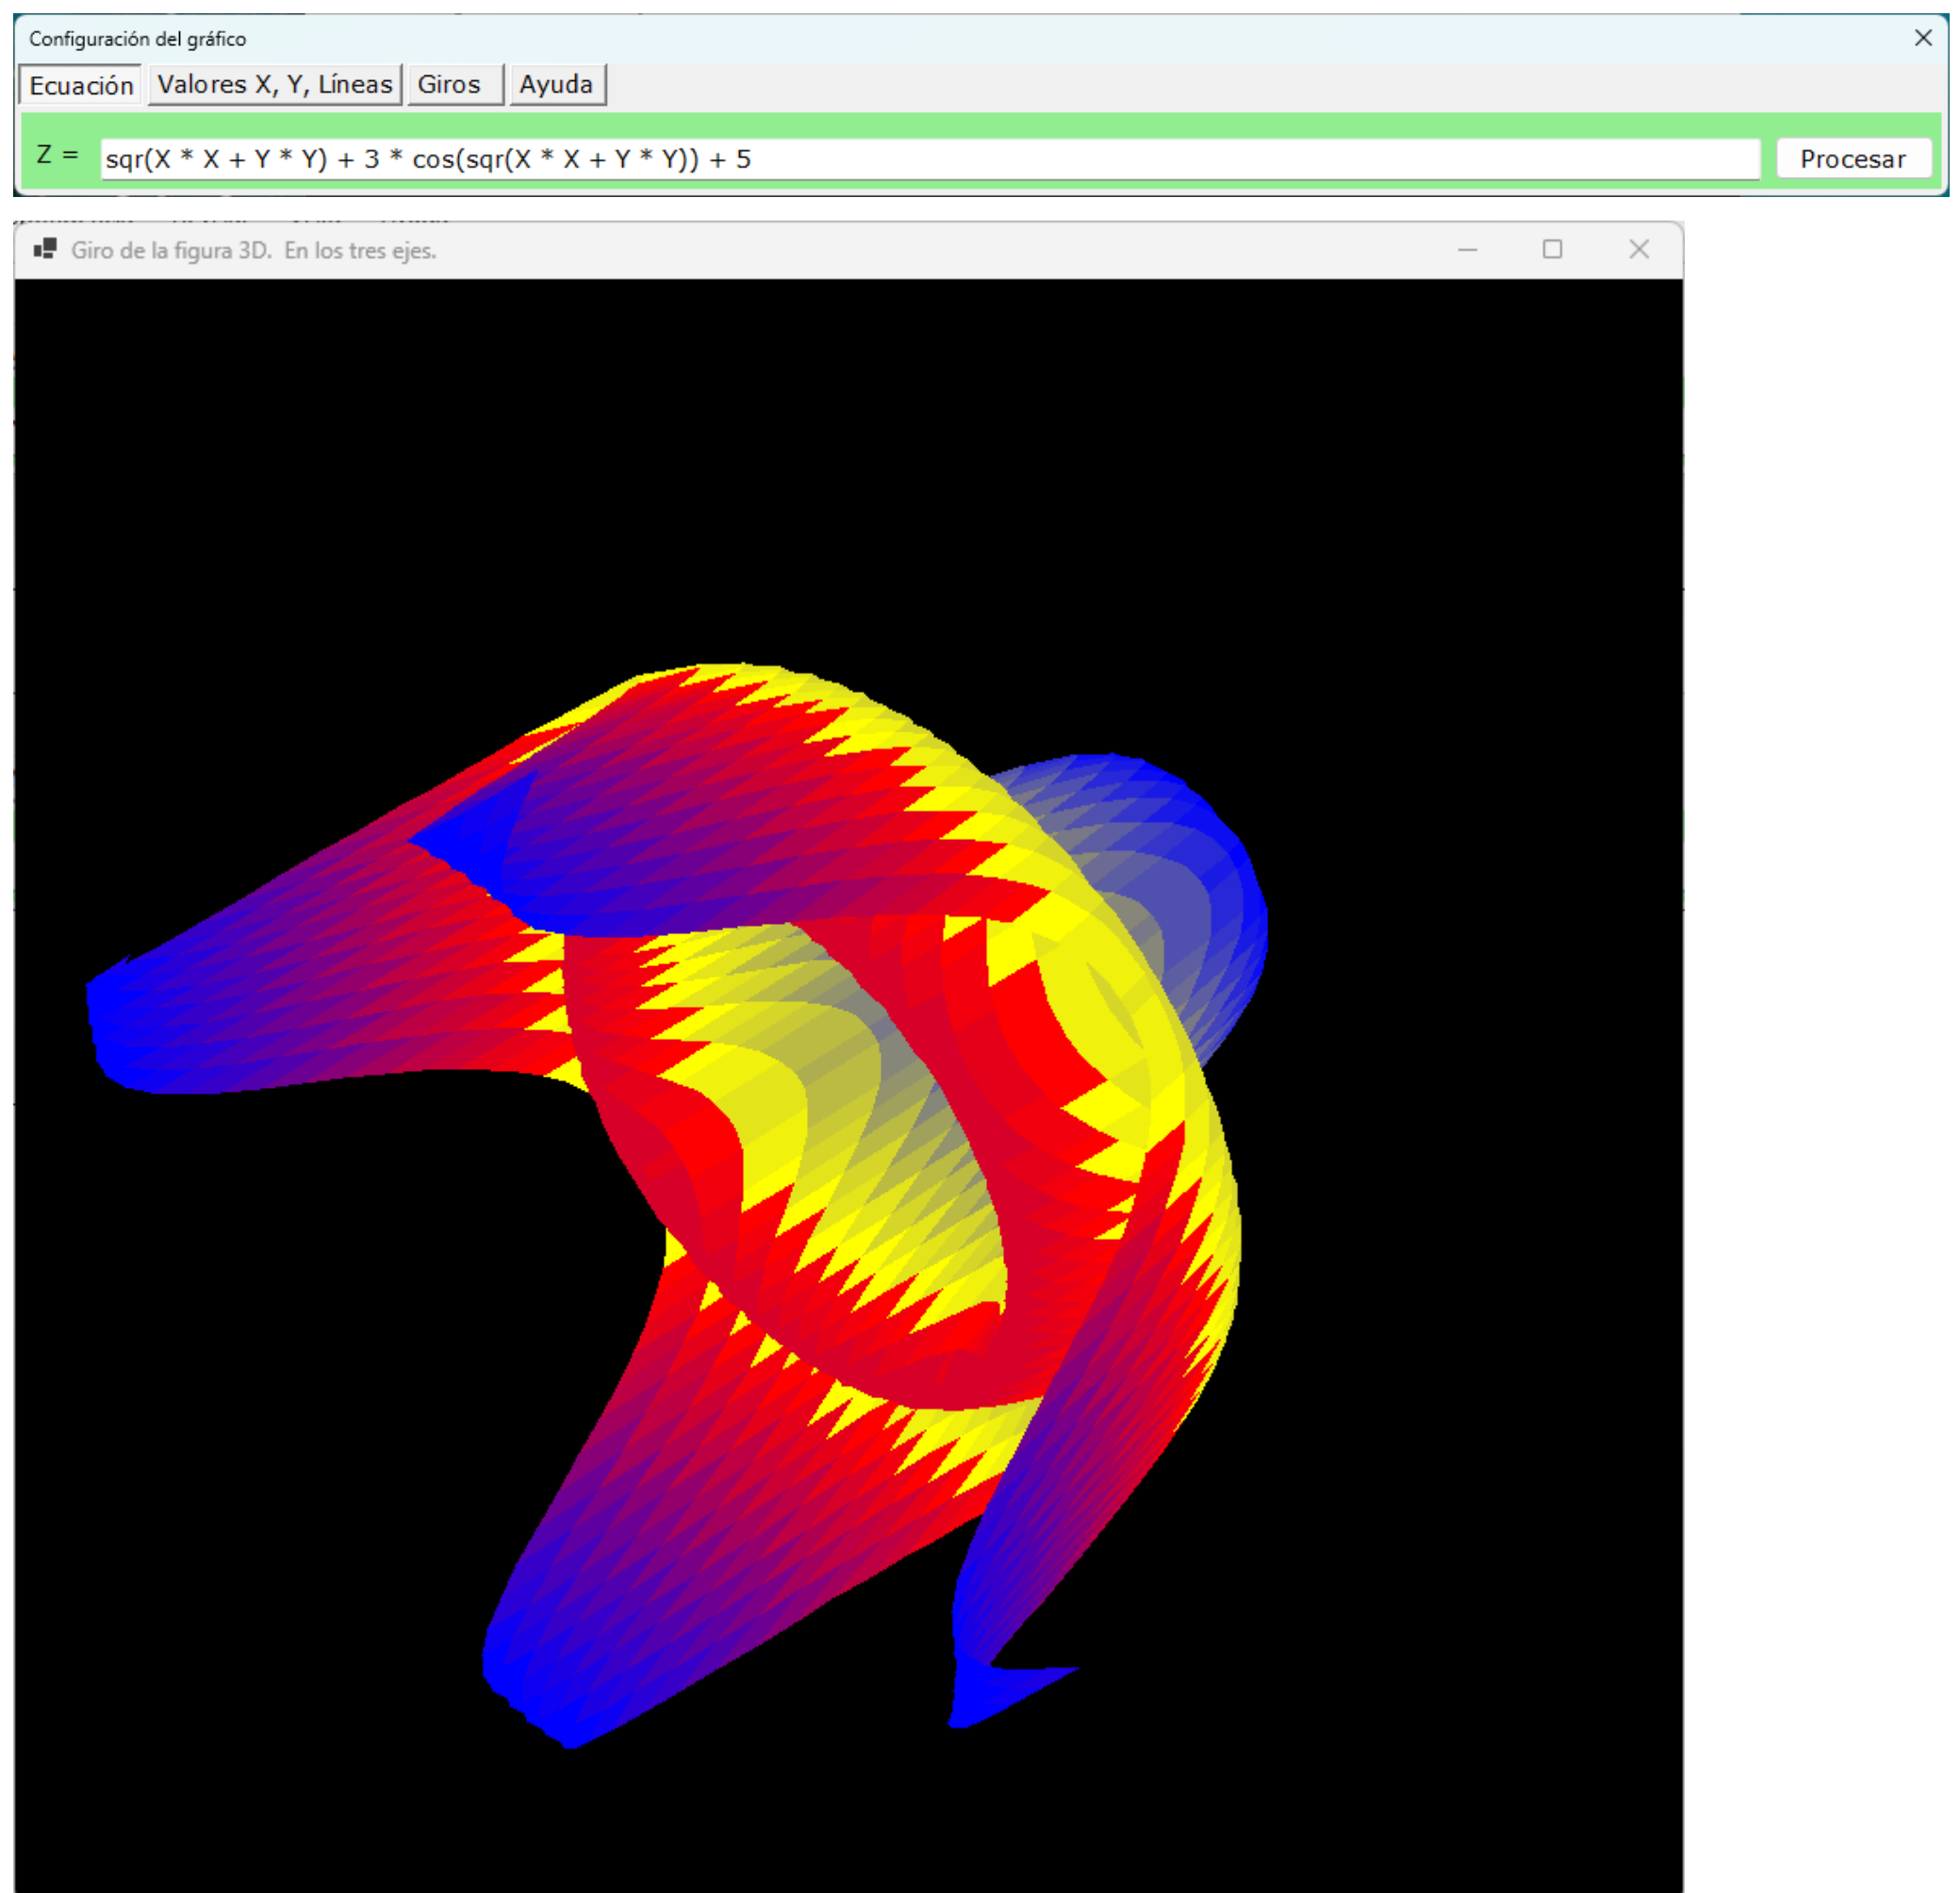 Configuración del gráfico
Ecuación Valores X, Y, Líneas Giros Ayuda
Z = sqr(X * X + Y * Y) + 3 * cos(sqr(X * X + Y * Y)) + 5 Procesar
Giro de la figura 3D. En los tres ejes.